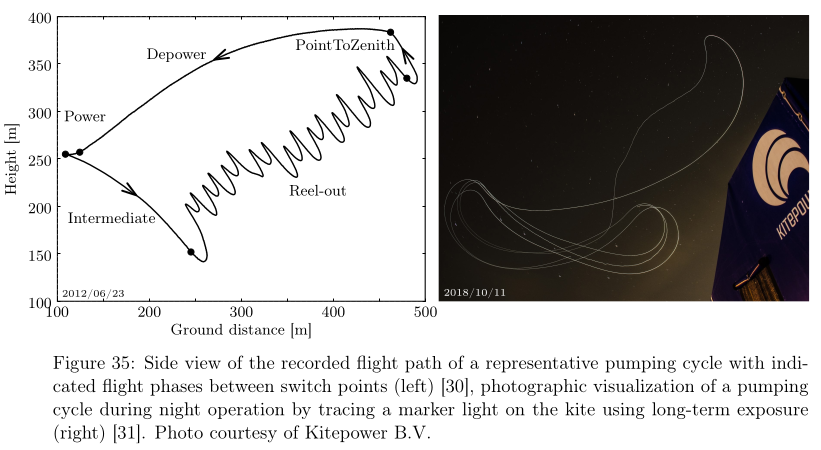 400
350
300
250
200
150
100
Height [m]
Depower
PointToZenith
Power
Reel-out
Intermediate
2012/06/23
100
200
300
400
500
Ground distance [m]
KITEPOW
2018/10/11
Figure 35: Side view of the recorded flight path of a representative pumping cycle with indi-
cated flight phases between switch points (left) [30], photographic visualization of a pumping
cycle during night operation by tracing a marker light on the kite using long-term exposure
(right) [31]. Photo courtesy of Kitepower B.V.